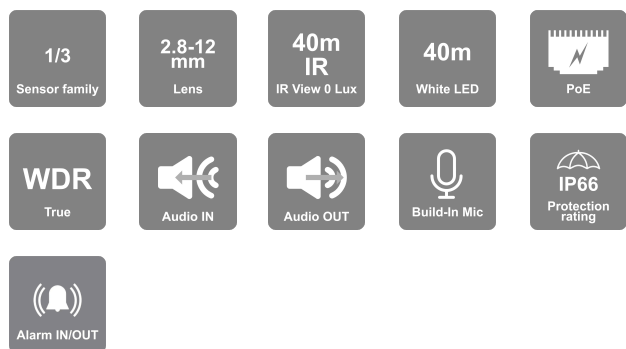 1/3
Sensor family
2.8-12
mm
Lens
40m
IR
IR View 0 Lux
40m
White LED
PoE
WDR
True
Audio IN
Audio OUT
Build-In Mic
IP66
Protection
rating
Alarm IN/OUT